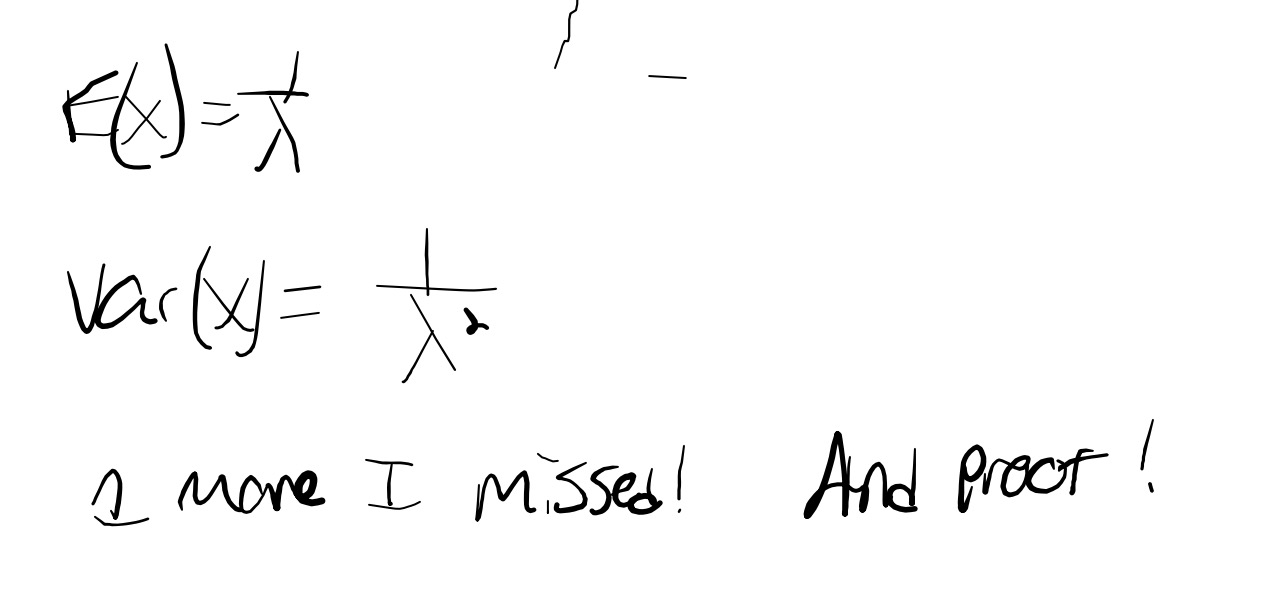 E(x) = 1/λ
Var(x) = 1/λ²
1 more I missed! And proof!